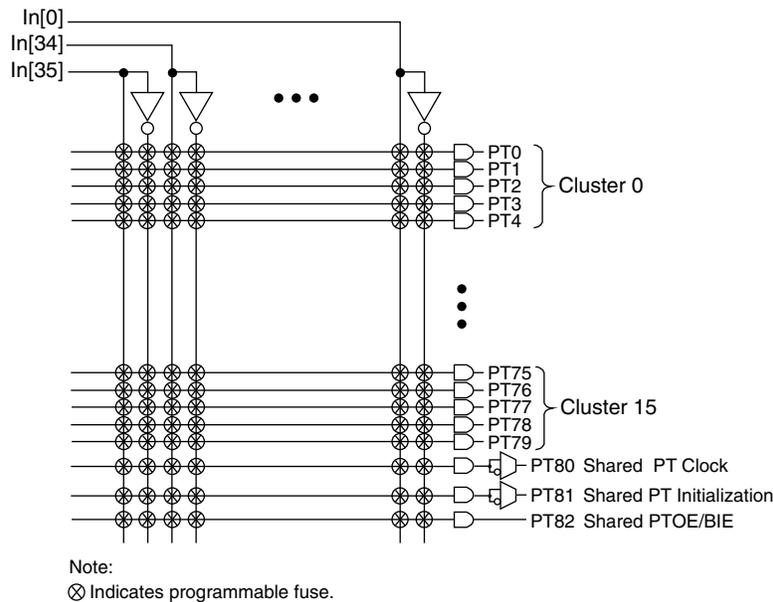 In[0]
In[34]
In[35]
PT0
PT1
PT2
PT3
PT4
Cluster 0
PT75
PT76
PT77
PT78
PT79
Cluster 15
PT80 Shared PT Clock
PT81 Shared PT Initialization
PT82 Shared PTOE/BIE
Note:
Indicates programmable fuse.